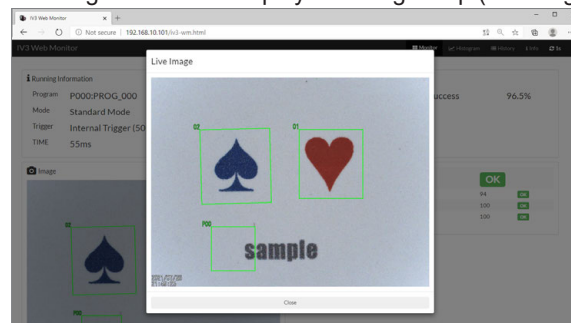 IV3 Web Monitor
Not secure | 192.168.10.101/iv3-wm.html
IV3 Web Monitor
Monitor
Histogram
History
Info
Live Image
Running Information
Program P000:PROG_000
Mode Standard Mode
Trigger Internal Trigger (50
TIME 55ms
96.5%
Image
OK
94 OK
100 OK
100 OK
02
01
P00
sample
Close